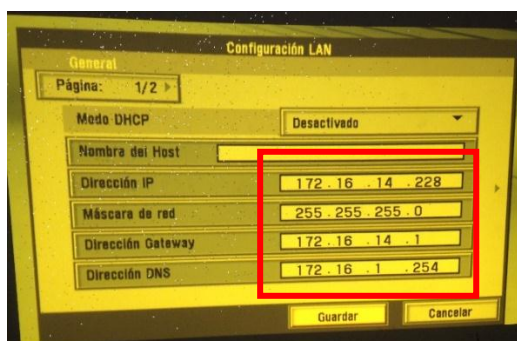 Configuración LAN
General
Página: 1/2
Modo DHCP Desactivado
Nombra del Host
Dirección IP 172 . 16 . 14 . 228
Máscara de red 255 . 255 . 255 . 0
Dirección Gateway 172 . 16 . 14 . 1
Dirección DNS 172 . 16 . 1 . 254
Guardar Cancelar